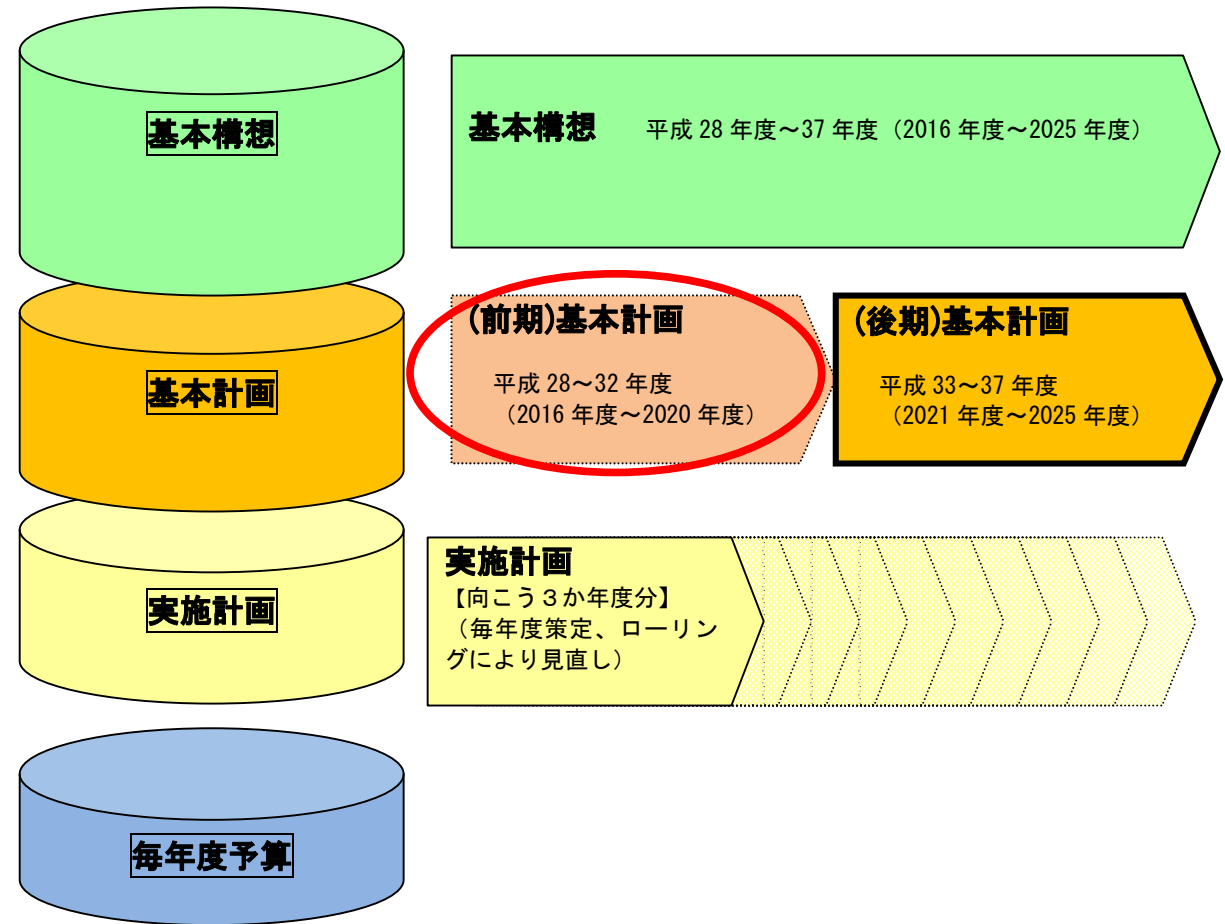 基本構想
基本構想 平成 28 年度～37 年度（2016 年度～2025 年度）
基本計画
(前期)基本計画
平成 28～32 年度
（2016 年度～2020 年度）
(後期)基本計画
平成 33～37 年度
（2021 年度～2025 年度）
実施計画
実施計画
【向こう３か年度分】
（毎年度策定、ローリン
グにより見直し）
毎年度予算